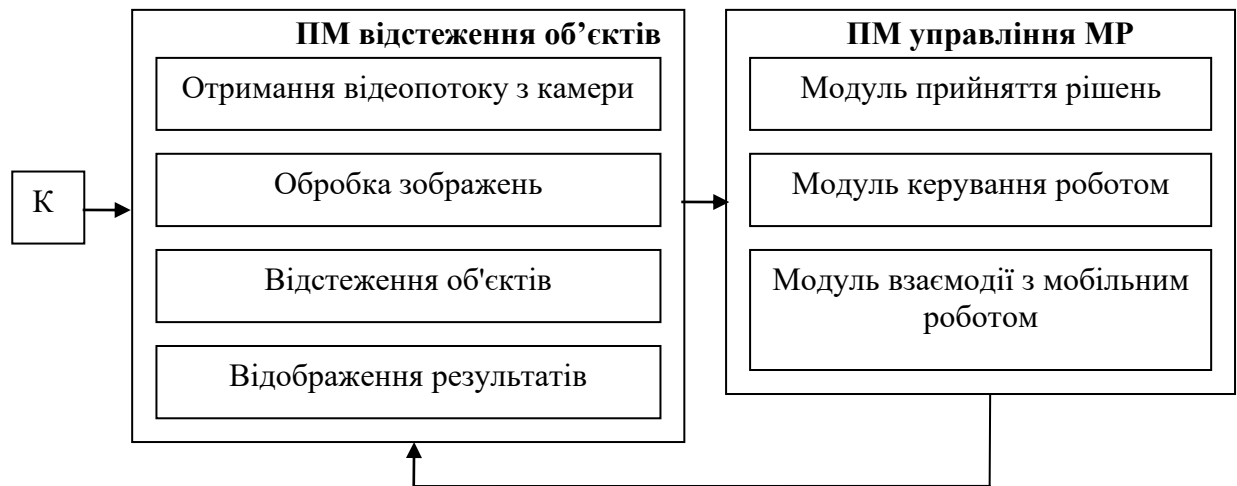 К
ПМ відстеження об’єктів
Отримання відеопотоку з камери
Обробка зображень
Відстеження об'єктів
Відображення результатів
ПМ управління МР
Модуль прийняття рішень
Модуль керування роботом
Модуль взаємодії з мобільним
роботом